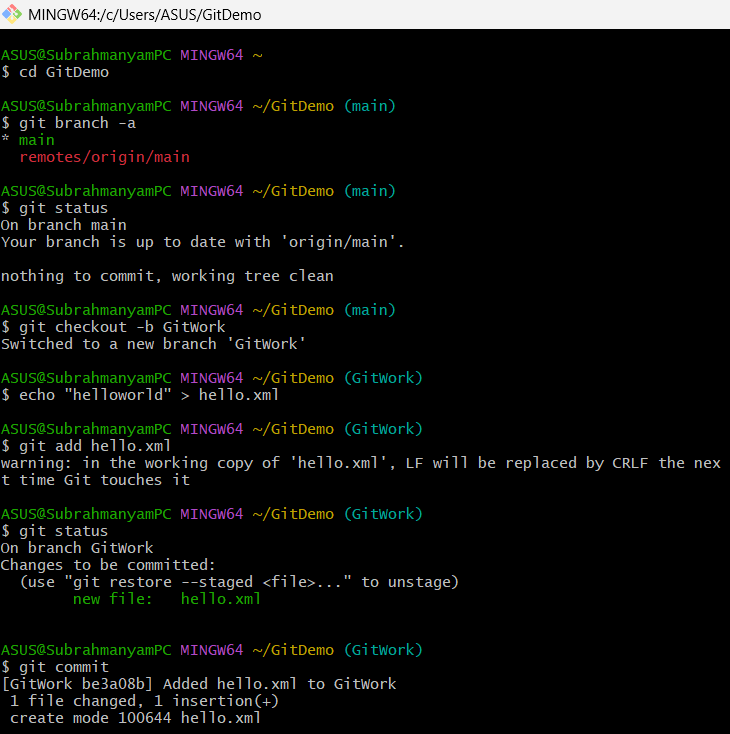 MINGW64:/c/Users/ASUS/GitDemo
ASUS@SubrahmanyamPC MINGW64 ~
$ cd GitDemo
ASUS@SubrahmanyamPC MINGW64 ~/GitDemo (main)
$ git branch -a
* main
  remotes/origin/main
ASUS@SubrahmanyamPC MINGW64 ~/GitDemo (main)
$ git status
On branch main
Your branch is up to date with 'origin/main'.
nothing to commit, working tree clean
ASUS@SubrahmanyamPC MINGW64 ~/GitDemo (main)
$ git checkout -b GitWork
Switched to a new branch 'GitWork'
ASUS@SubrahmanyamPC MINGW64 ~/GitDemo (GitWork)
$ echo "helloworld" > hello.xml
ASUS@SubrahmanyamPC MINGW64 ~/GitDemo (GitWork)
$ git add hello.xml
warning: in the working copy of 'hello.xml', LF will be replaced by CRLF the nex
t time Git touches it
ASUS@SubrahmanyamPC MINGW64 ~/GitDemo (GitWork)
$ git status
On branch GitWork
Changes to be committed:
  (use "git restore --staged <file>..." to unstage)
        new file:   hello.xml
ASUS@SubrahmanyamPC MINGW64 ~/GitDemo (GitWork)
$ git commit
[GitWork be3a08b] Added hello.xml to GitWork
 1 file changed, 1 insertion(+)
 create mode 100644 hello.xml